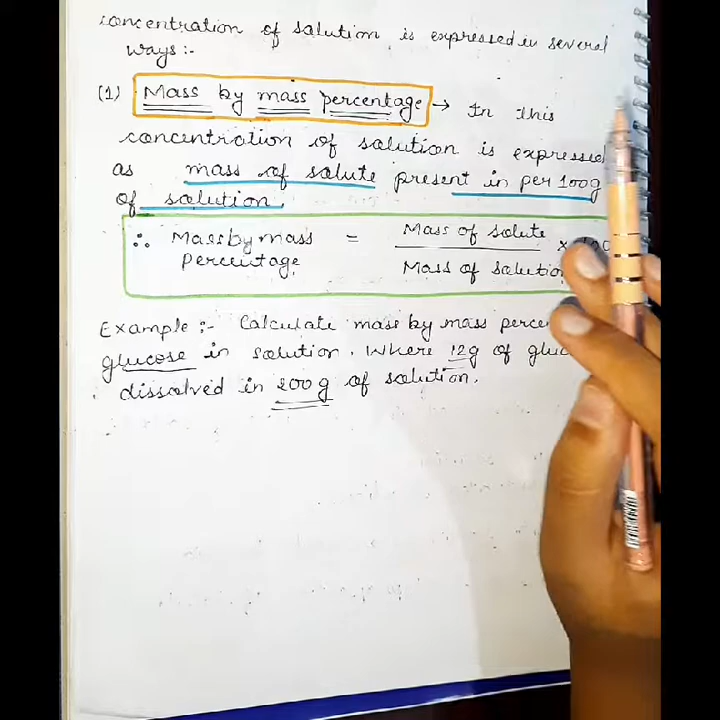 concentration of solution is expressed in several
ways :-
(1) Mass by mass percentage → In this
concentration of solution is expressed
as mass of solute present in per 100g
of solution.
∴ Mass by mass percentage = Mass of solute / Mass of solution ×
Example :- Calculate mass by mass
glucose in solution. Where 12g of
dissolved in 200g of solution.